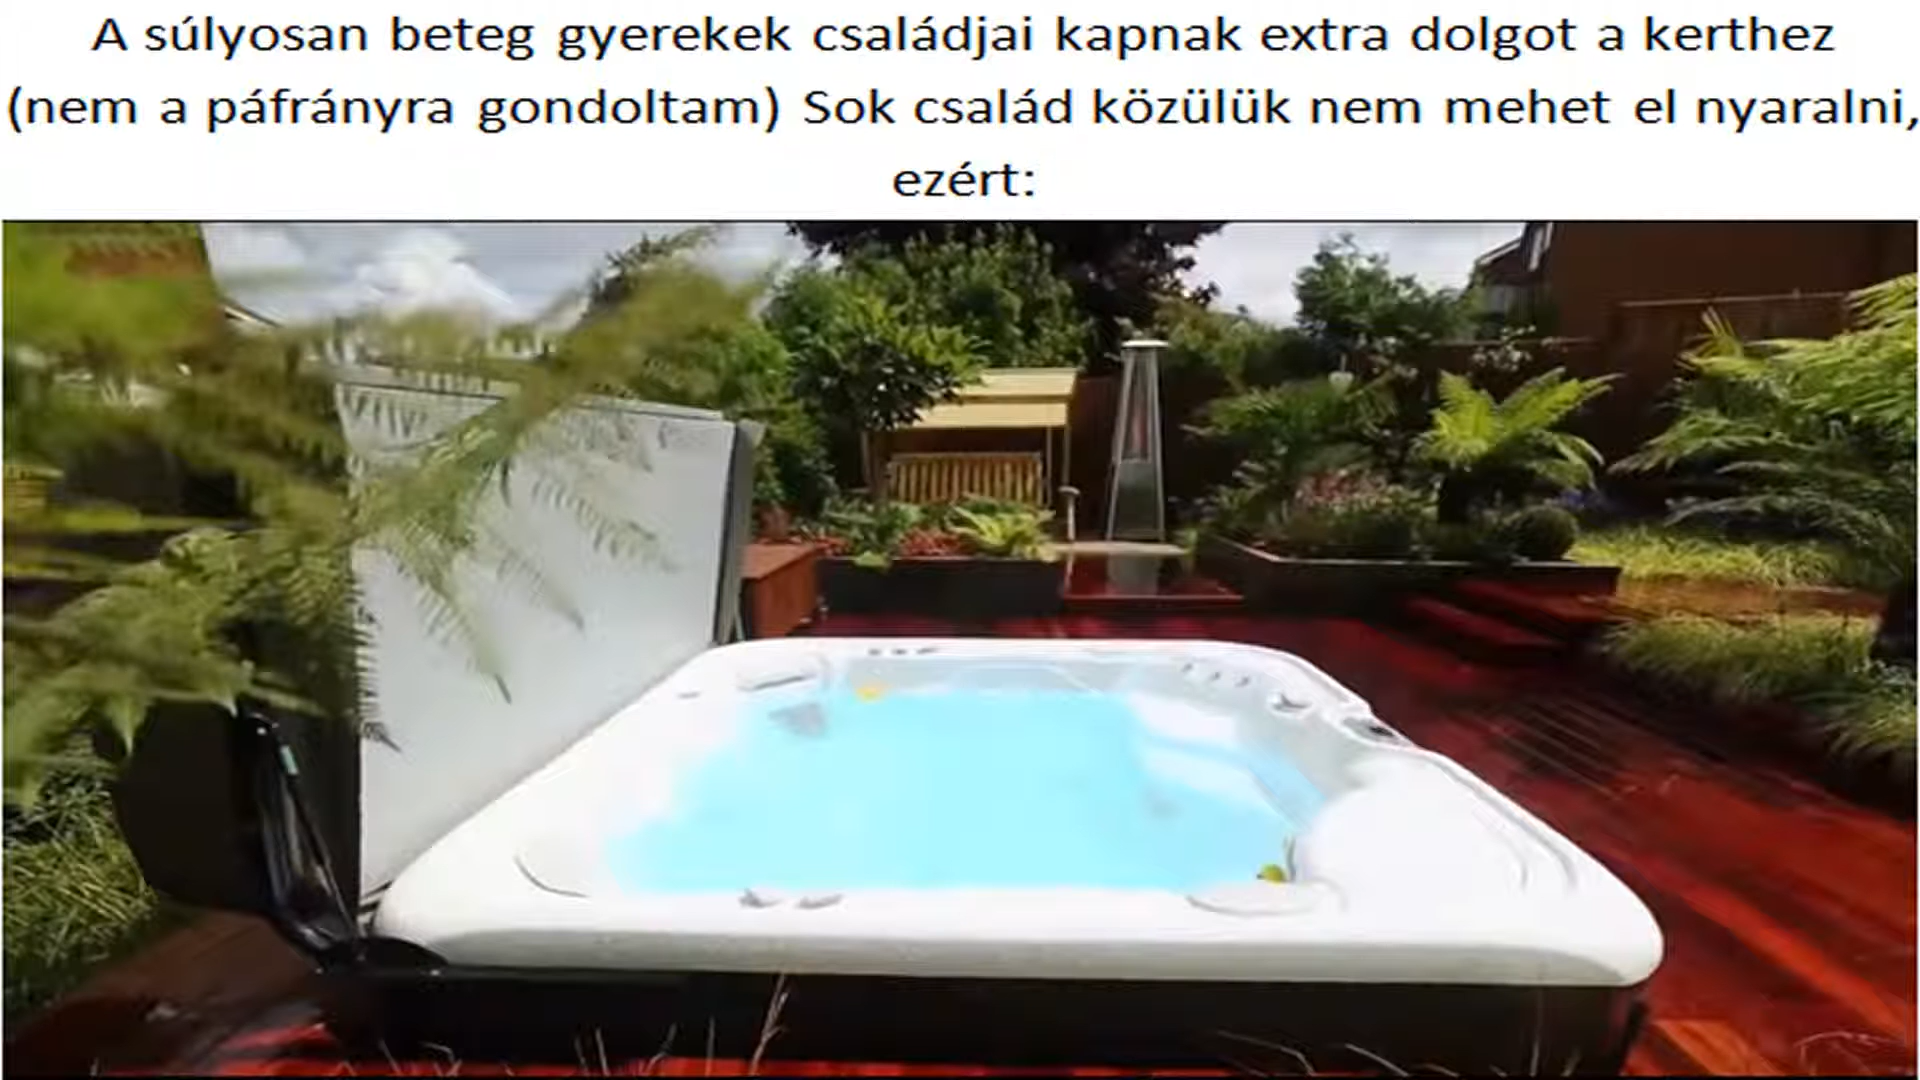 A súlyosan beteg gyerekek családjai kapnak extra dolgot a kerthez
(nem a páfrányra gondoltam) Sok család közülük nem mehet el nyaralni,
ezért: